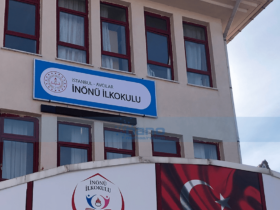 İSTANBUL - AVCILAR
İNÖNÜ İLKOKULU
İNÖNÜ
İLKOKULU